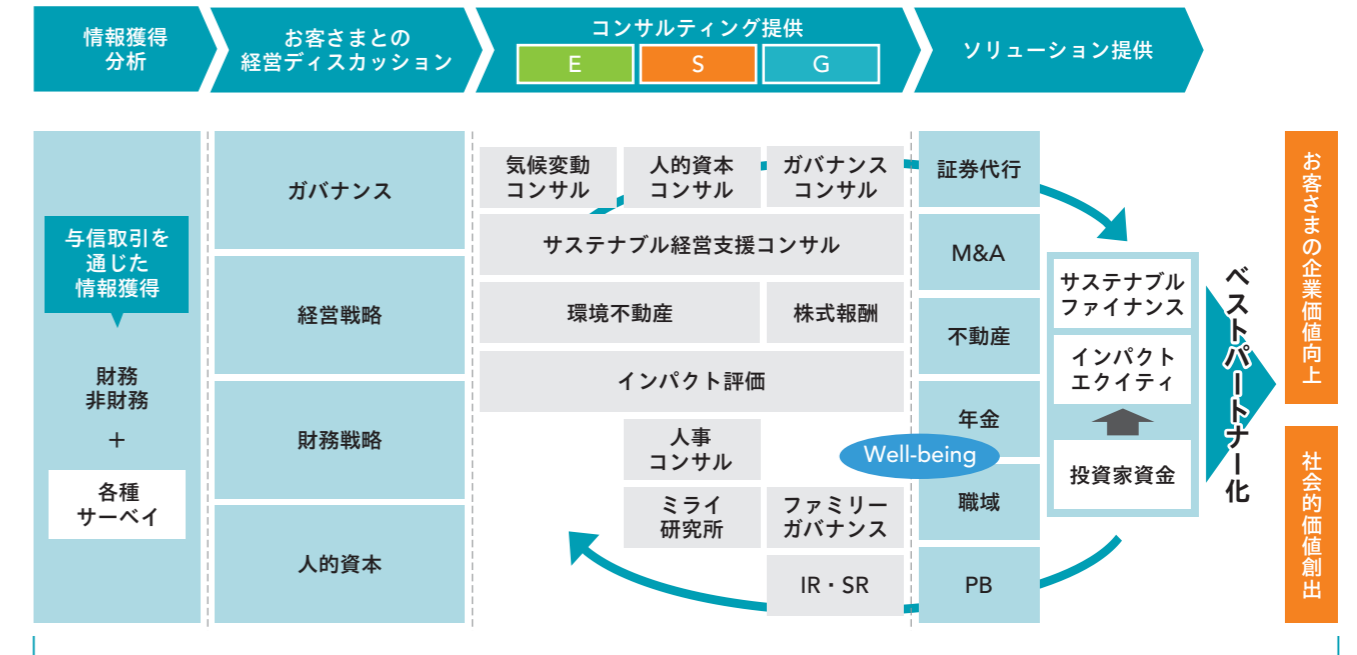 情報獲得
分析
お客さまとの
経営ディスカッション
コンサルティング提供
E
S
G
ソリューション提供
与信取引を
通じた
情報獲得
財務
非財務
+
各種
サーベイ
ガバナンス
経営戦略
財務戦略
人的資本
気候変動
コンサル
人的資本
コンサル
ガバナンス
コンサル
サステナブル経営支援コンサル
環境不動産
株式報酬
インパクト評価
人事
コンサル
ミライ
研究所
ファミリー
ガバナンス
IR・SR
Well-being
証券代行
M&A
不動産
年金
職域
PB
サステナブル
ファイナンス
インパクト
エクイティ
投資家資金
ベストパートナー化
お客さまの企業価値向上
社会的価値創出